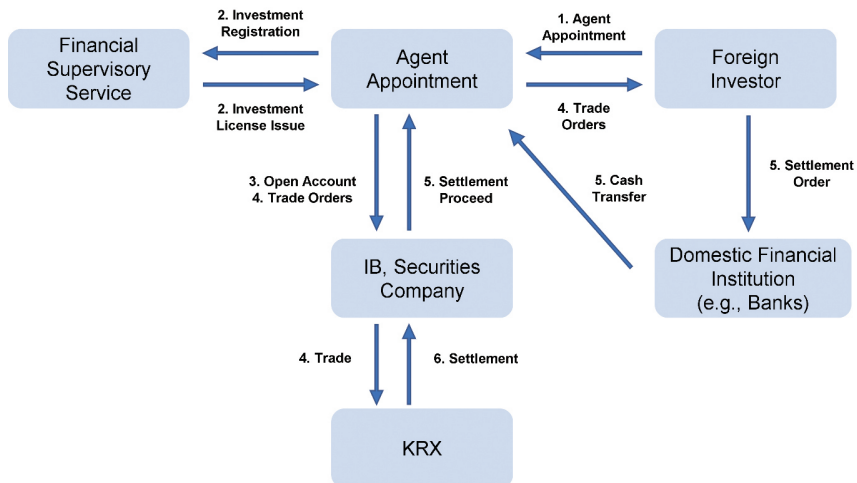 2. Investment
Registration
1. Agent
Appointment
Financial
Supervisory
Service
Agent
Appointment
Foreign
Investor
2. Investment
License Issue
4. Trade
Orders
3. Open Account
4. Trade Orders
5. Settlement
Proceed
5. Cash
Transfer
5. Settlement
Order
IB, Securities
Company
Domestic Financial
Institution
(e.g., Banks)
4. Trade
6. Settlement
KRX